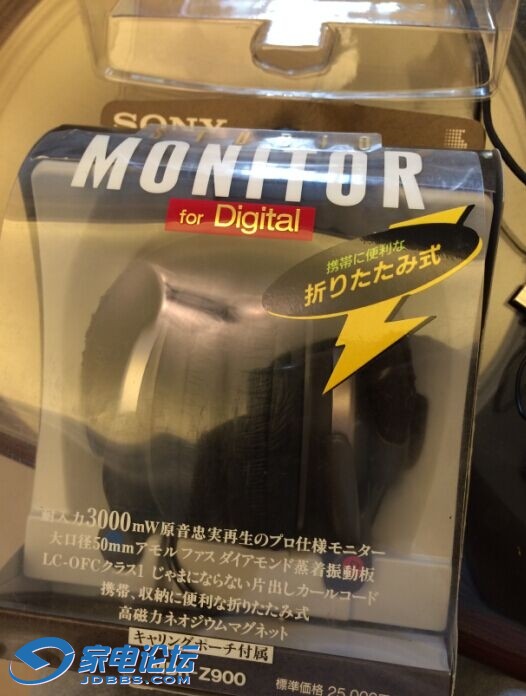 SONY
STUDIO
MONITOR
for Digital
携帯に便利な
折りたたみ式
耐入力3000mW原音忠実再生のプロ仕様モニター
大口径50mmアモルファスダイアモンド蒸着振動板
LC-OFCクラス1 じゃまにならない片出しカールコード
携帯、収納に便利な折りたたみ式
高磁力ネオジウムマグネット
キャリングポーチ付属
-Z900
標準価格 25,000
家电论坛
JDBBS.COM